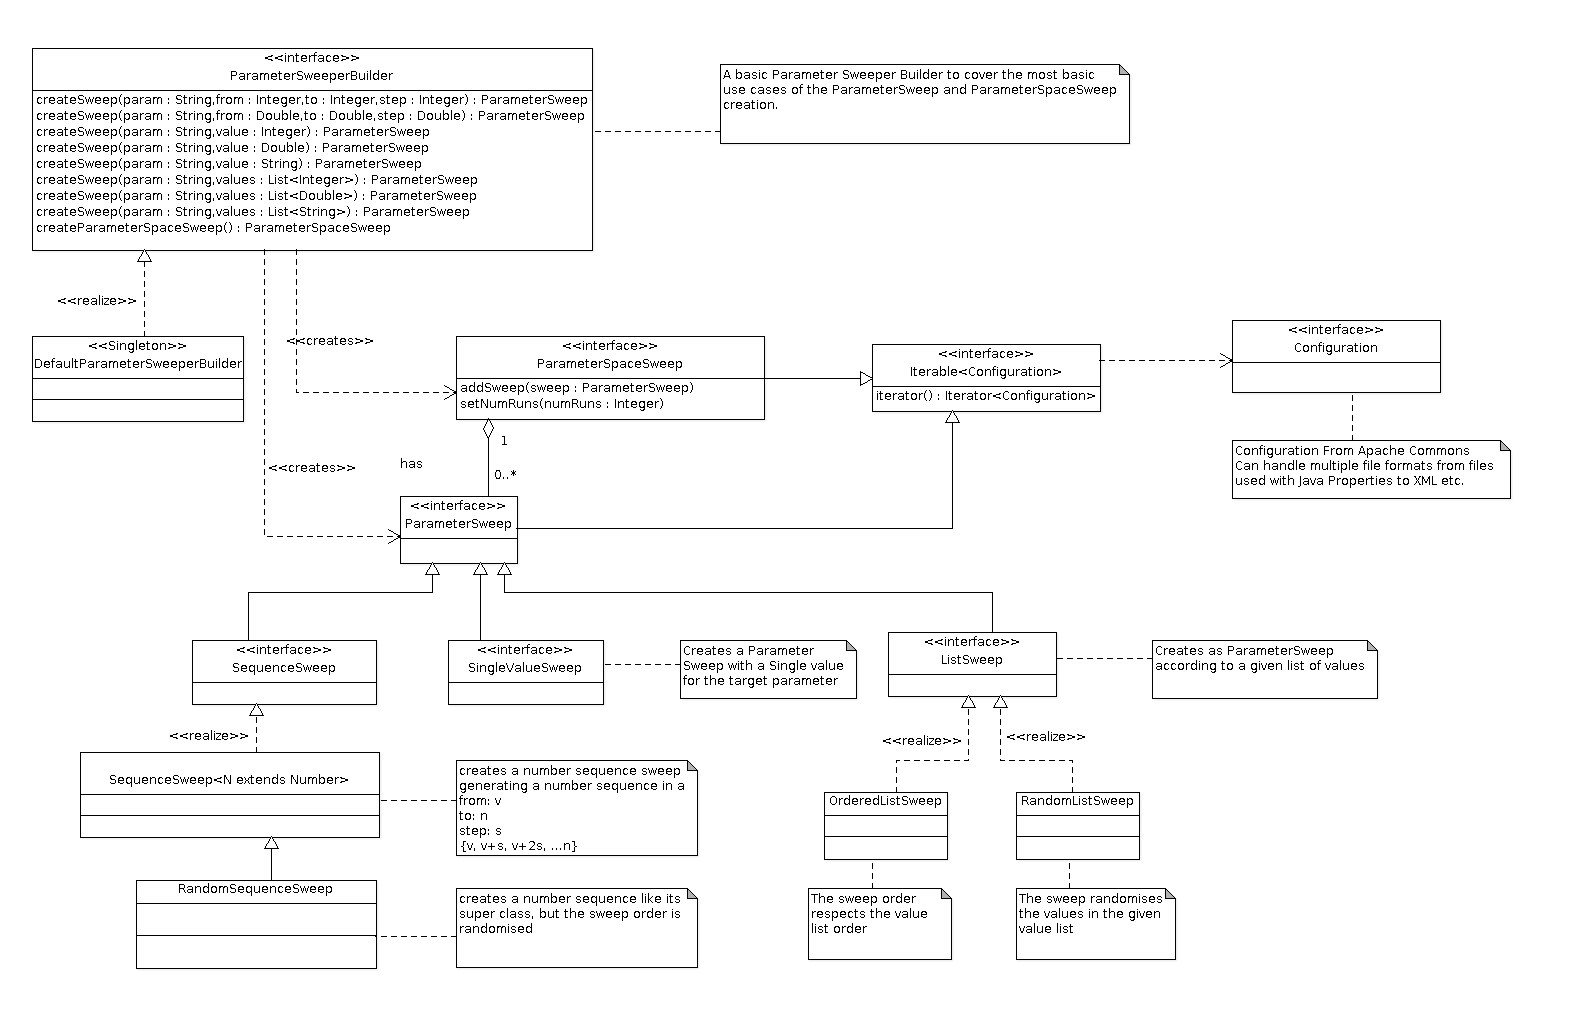 <<interface>>
ParameterSweeperBuilder
createSweep(param : String,from : Integer,to : Integer,step : Integer) : ParameterSweep
createSweep(param : String,from : Double,to : Double,step : Double) : ParameterSweep
createSweep(param : String,value : Integer) : ParameterSweep
createSweep(param : String,value : Double) : ParameterSweep
createSweep(param : String,value : String) : ParameterSweep
createSweep(param : String,values : List<Integer>) : ParameterSweep
createSweep(param : String,values : List<Double>) : ParameterSweep
createSweep(param : String,values : List<String>) : ParameterSweep
createParameterSpaceSweep() : ParameterSpaceSweep
A basic Parameter Sweeper Builder to cover the most basic
use cases of the ParameterSweep and ParameterSpaceSweep
creation.
<<realize>>
<<Singleton>>
DefaultParameterSweeperBuilder
<<creates>>
<<interface>>
ParameterSpaceSweep
addSweep(sweep : ParameterSweep)
setNumRuns(numRuns : Integer)
<<interface>>
Iterable<Configuration>
iterator() : Iterator<Configuration>
<<interface>>
Configuration
Configuration From Apache Commons
Can handle multiple file formats from files
used with Java Properties to XML etc.
1
<<creates>>
has
0..*
<<interface>>
ParameterSweep
<<interface>>
SequenceSweep
<<interface>>
SingleValueSweep
Creates a Parameter
Sweep with a Single value
for the target parameter
<<interface>>
ListSweep
Creates as ParameterSweep
according to a given list of values
<<realize>>
<<realize>>
<<realize>>
SequenceSweep<N extends Number>
creates a number sequence sweep
generating a number sequence in a
from: v
to: n
step: s
{v, v+s, v+2s, ...n}
OrderedListSweep
RandomListSweep
RandomSequenceSweep
creates a number sequence like its
super class, but the sweep order is
randomised
The sweep order
respects the value
list order
The sweep randomises
the values in the given
value list